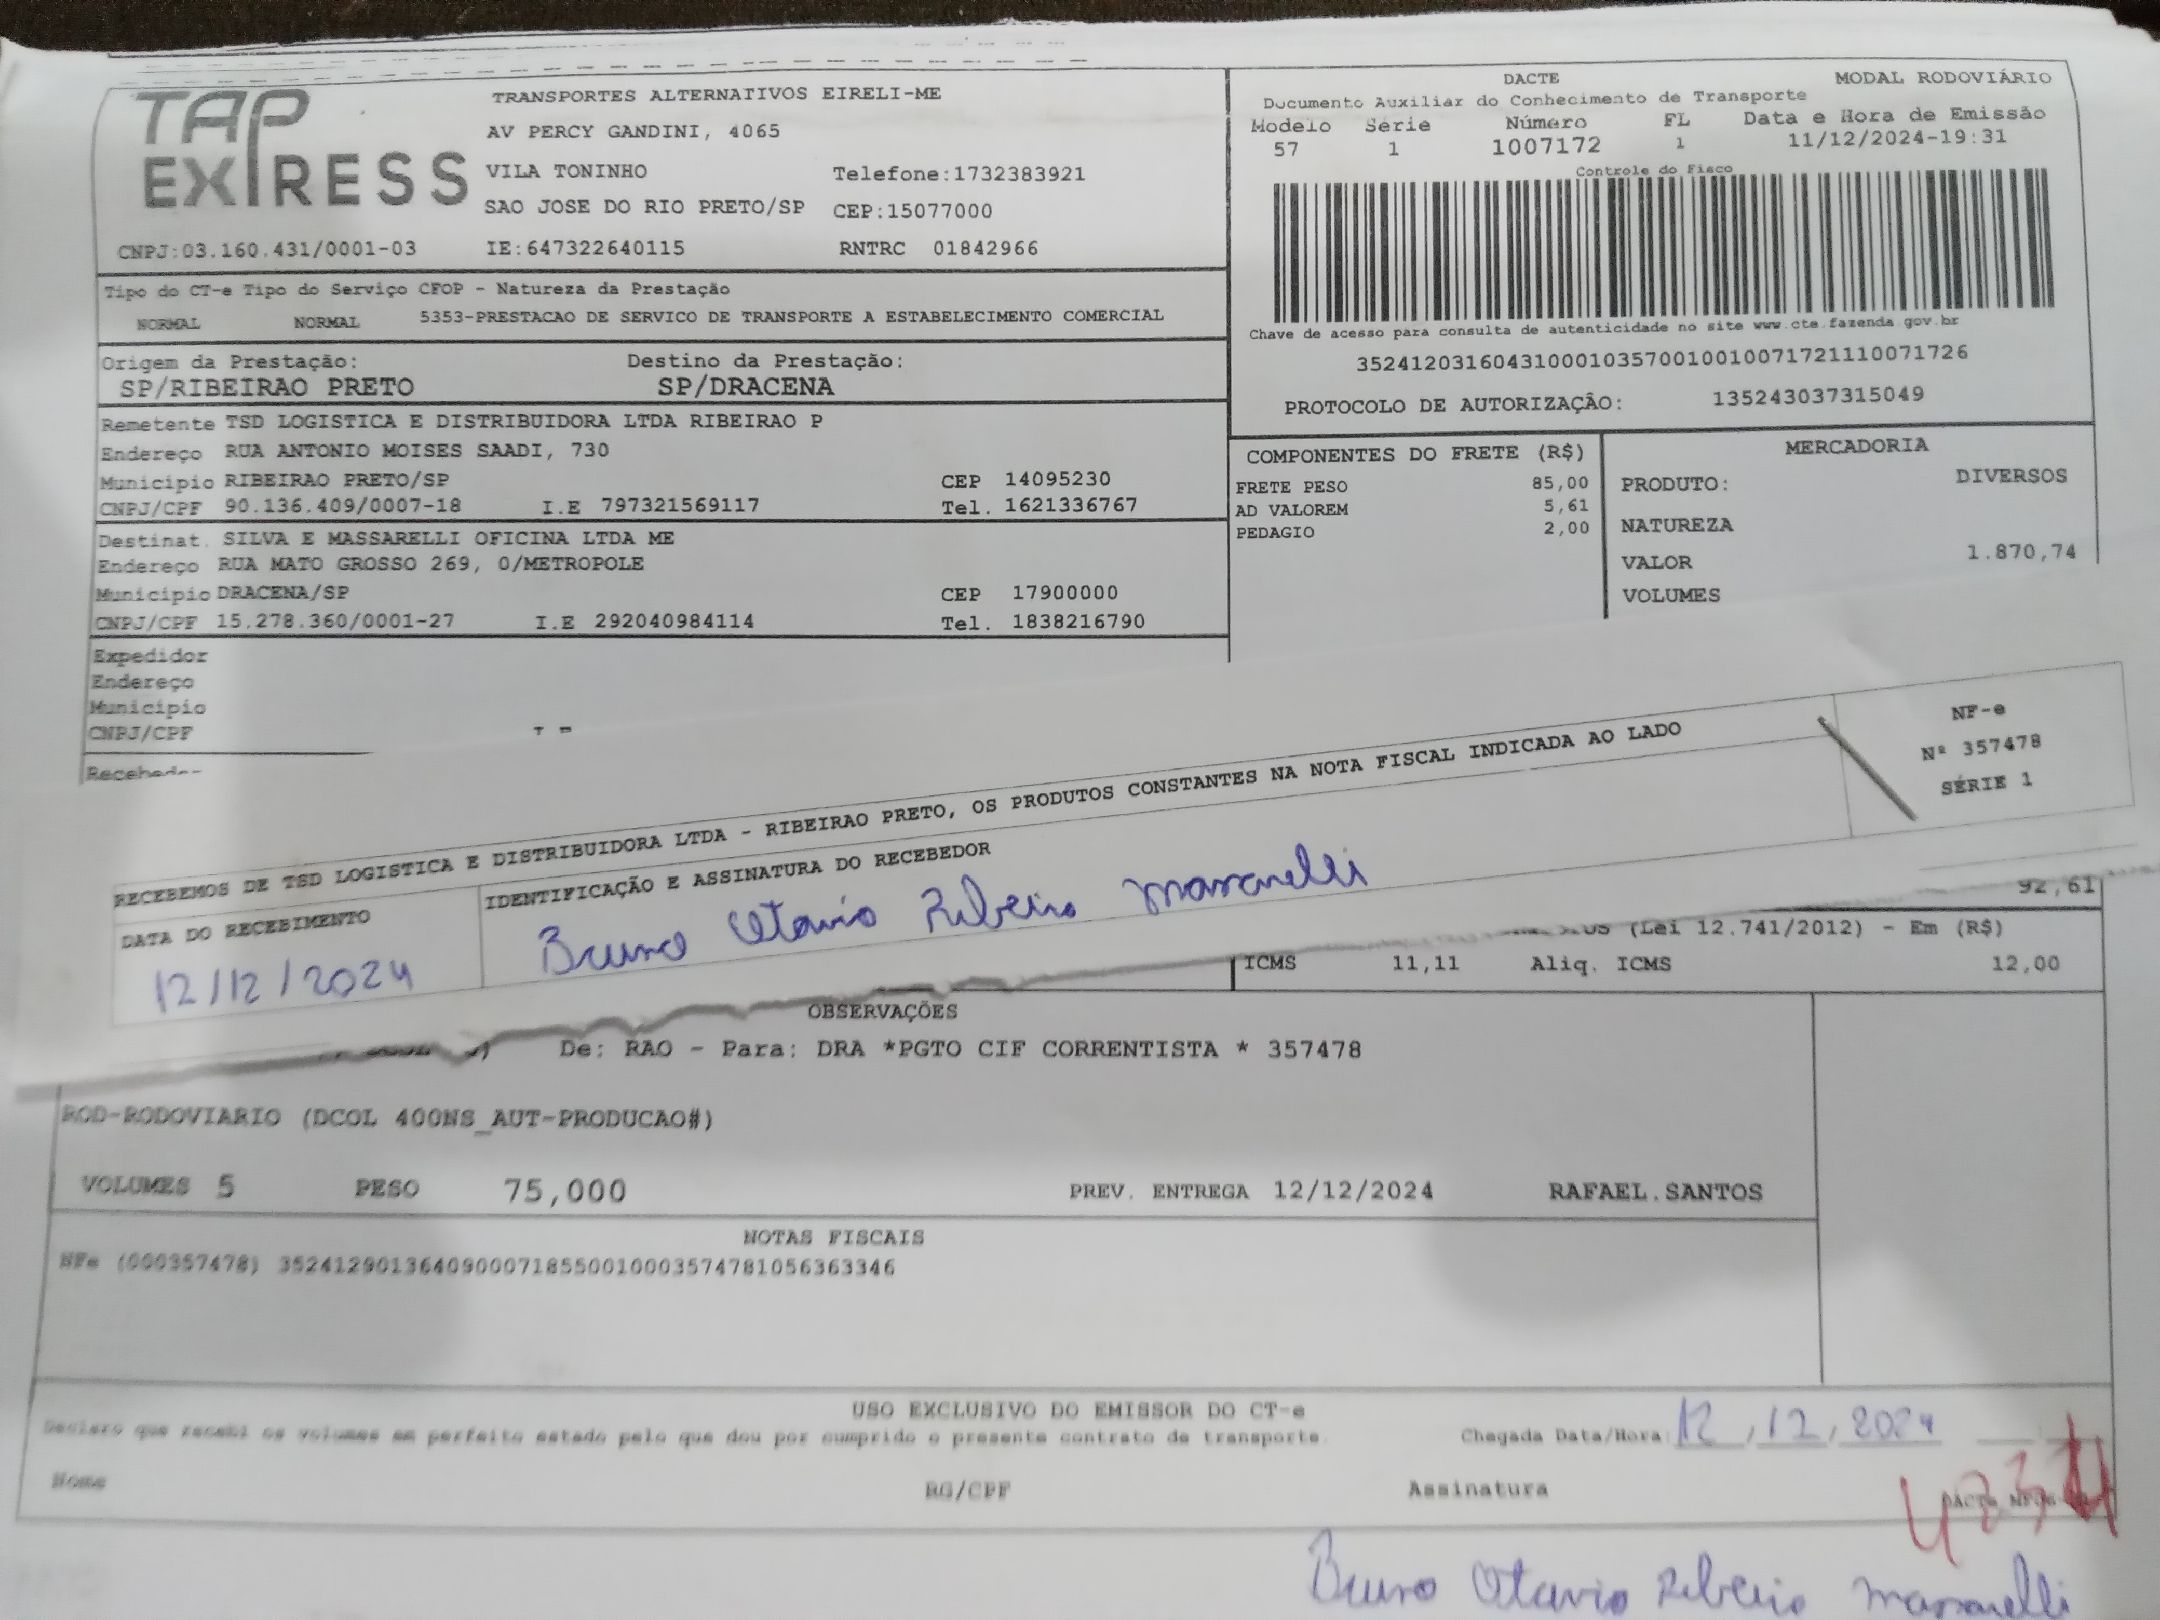 TAP EXPRESS
TRANSPORTES ALTERNATIVOS EIRELI-ME
AV PERCY GANDINI, 4065
VILA TONINHO Telefone:1732383921
SAO JOSE DO RIO PRETO/SP CEP:15077000
CNPJ:03.160.431/0001-03 IE:647322640115 RNTRC 01842966
DACTE MODAL RODOVIÁRIO
Documento Auxiliar do Conhecimento de Transporte
Modelo Série Número FL Data e Hora de Emissão
57 1 1007172 1 11/12/2024-19:31
Controle do Fisco
Chave de acesso para consulta de autenticidade no site www.cte.fazenda.gov.br
35241203160431000103570010010071721110071726
PROTOCOLO DE AUTORIZAÇÃO: 135243037315049
Tipo do CT-e Tipo do Serviço CFOP - Natureza da Prestação
NORMAL NORMAL 5353-PRESTACAO DE SERVICO DE TRANSPORTE A ESTABELECIMENTO COMERCIAL
Origem da Prestação: Destino da Prestação:
SP/RIBEIRAO PRETO SP/DRACENA
Remetente TSD LOGISTICA E DISTRIBUIDORA LTDA RIBEIRAO P
Endereço RUA ANTONIO MOISES SAADI, 730
Municipio RIBEIRAO PRETO/SP CEP 14095230
CNPJ/CPF 90.136.409/0007-18 I.E 797321569117 Tel. 1621336767
Destinat. SILVA E MASSARELLI OFICINA LTDA ME
Endereço RUA MATO GROSSO 269, 0/METROPOLE
Municipio DRACENA/SP CEP 17900000
CNPJ/CPF 15.278.360/0001-27 I.E 292040984114 Tel. 1838216790
Expedidor
Endereço
Municipio
CNPJ/CPF
COMPONENTES DO FRETE (R$)
FRETE PESO 85,00
AD VALOREM 5,61
PEDAGIO 2,00
MERCADORIA
PRODUTO: DIVERSOS
NATUREZA
VALOR 1.870,74
VOLUMES
RECEBEMOS DE TSD LOGISTICA E DISTRIBUIDORA LTDA - RIBEIRAO PRETO, OS PRODUTOS CONSTANTES NA NOTA FISCAL INDICADA AO LADO
NF-e
Nº 357478
SÉRIE 1
DATA DO RECEBIMENTO IDENTIFICAÇÃO E ASSINATURA DO RECEBEDOR
12/12/2024 Bruno Otavio Ribeiro Massarelli
92,61
(Lei 12.741/2012) - Em (R$)
ICMS 11,11 Aliq. ICMS 12,00
OBSERVAÇÕES
De: RAO - Para: DRA *PGTO CIF CORRENTISTA * 357478
ROD-RODOVIARIO (DCOL 400NS_AUT-PRODUCAO#)
VOLUMES 5 PESO 75,000 PREV. ENTREGA 12/12/2024 RAFAEL.SANTOS
NOTAS FISCAIS
NFe (000357478) 35241290136409000718550010003574781056363346
USO EXCLUSIVO DO EMISSOR DO CT-e
Declaro que recebi os volumes em perfeito estado pelo que dou por cumprido o presente contrato de transporte.
Chegada Data/Hora 12,12,2024
Nome RG/CPF Assinatura
Bruno Otavio Ribeiro Massarelli